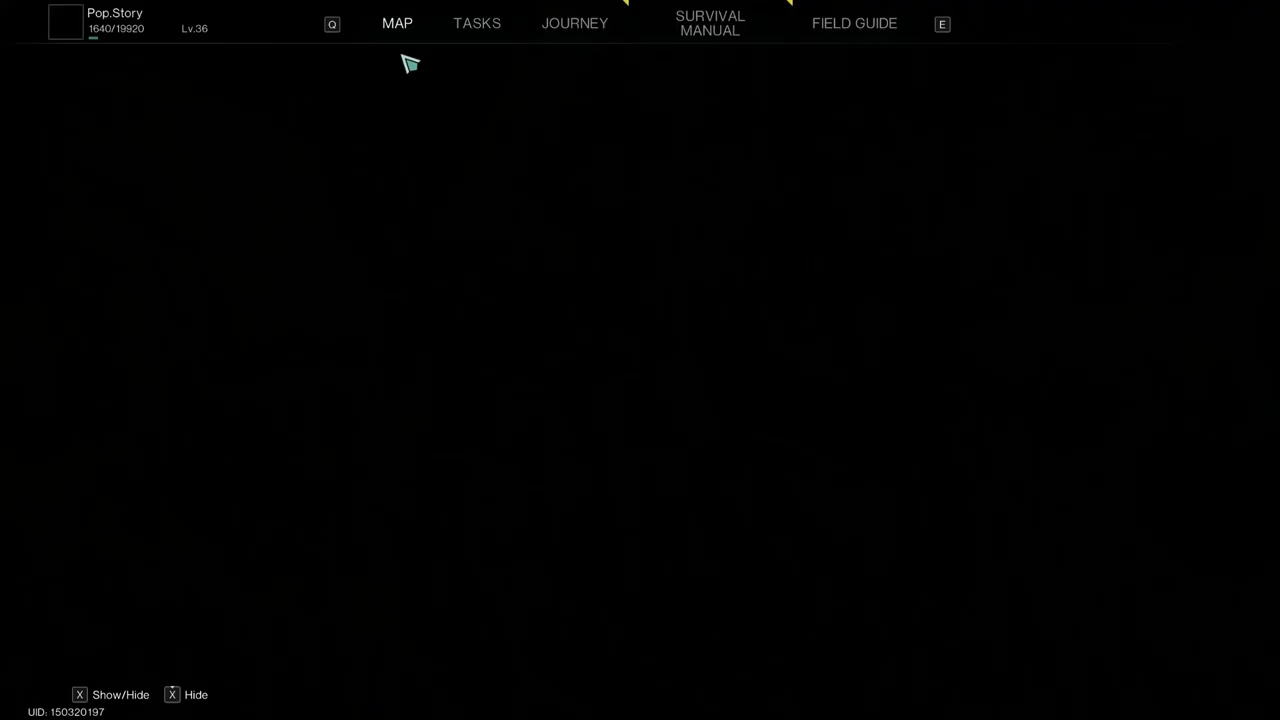 Pop.Story
1640/19920 Lv.36
Q MAP TASKS JOURNEY SURVIVAL MANUAL FIELD GUIDE E
X Show/Hide X Hide
UID: 150320197